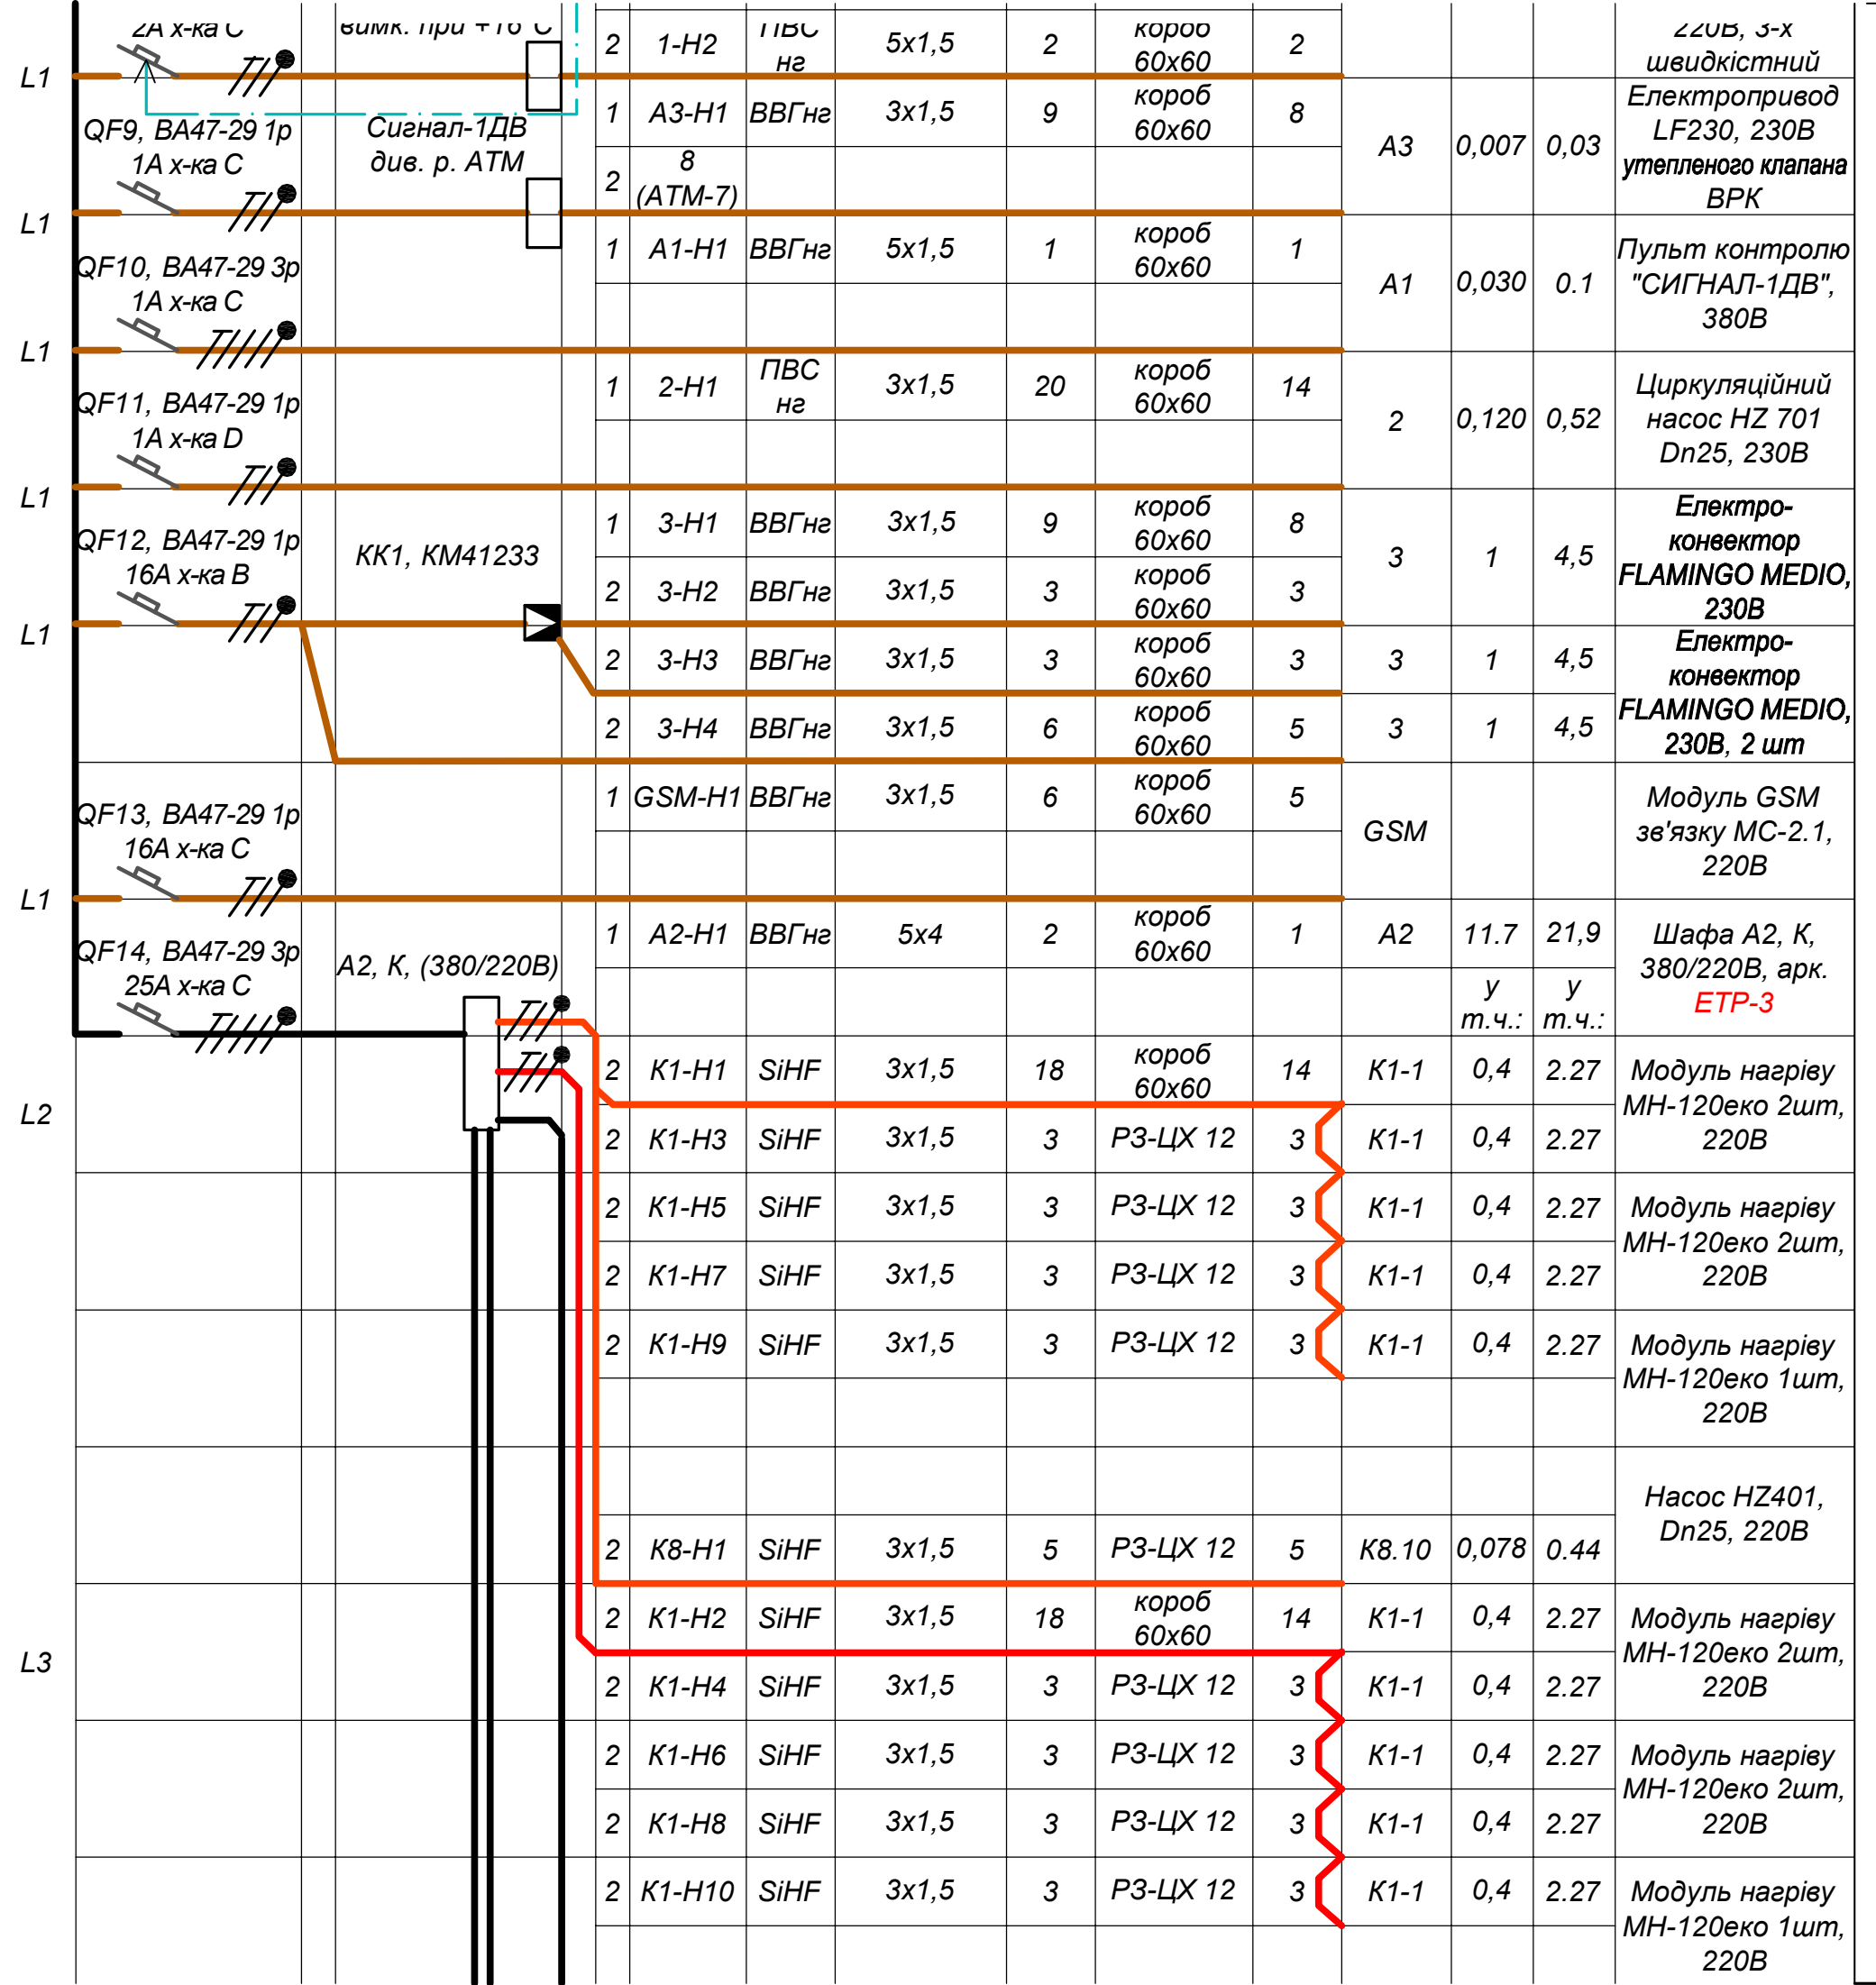 2А х-ка С
вимк. при +16 С
2 1-Н2 ПВС нг 5х1,5 2 короб 60х60 2
220В, 3-х
швидкістний
L1
QF9, ВА47-29 1р
1А х-ка С
Сигнал-1ДВ
див. р. АТМ
1 А3-Н1 ВВГнг 3х1,5 9 короб 60х60 8
2 8 (АТМ-7)
А3 0,007 0,03
Електропривод
LF230, 230В
утепленого клапана
ВРК
L1
QF10, ВА47-29 3р
1А х-ка С
1 А1-Н1 ВВГнг 5х1,5 1 короб 60х60 1
А1 0,030 0.1
Пульт контролю
"СИГНАЛ-1ДВ",
380В
L1
QF11, ВА47-29 1р
1А х-ка D
1 2-Н1 ПВС нг 3х1,5 20 короб 60х60 14
2 0,120 0,52
Циркуляційний
насос HZ 701
Dn25, 230В
L1
QF12, ВА47-29 1р
16А х-ка В
КК1, КМ41233
1 3-Н1 ВВГнг 3х1,5 9 короб 60х60 8
2 3-Н2 ВВГнг 3х1,5 3 короб 60х60 3
3 1 4,5
Електро-
конвектор
FLAMINGO MEDIO,
230В
L1
2 3-Н3 ВВГнг 3х1,5 3 короб 60х60 3 3 1 4,5
2 3-Н4 ВВГнг 3х1,5 6 короб 60х60 5 3 1 4,5
Електро-
конвектор
FLAMINGO MEDIO,
230В, 2 шт
QF13, ВА47-29 1р
16А х-ка С
1 GSM-Н1 ВВГнг 3х1,5 6 короб 60х60 5
GSM
Модуль GSM
зв'язку МС-2.1,
220В
L1
QF14, ВА47-29 3р
25А х-ка С
А2, К, (380/220В)
1 А2-Н1 ВВГнг 5х4 2 короб 60х60 1 А2 11.7 21,9
у т.ч.: у т.ч.:
Шафа А2, К,
380/220В, арк.
ЕТР-3
L2
2 К1-Н1 SiHF 3х1,5 18 короб 60х60 14 К1-1 0,4 2.27
2 К1-Н3 SiHF 3х1,5 3 РЗ-ЦХ 12 3 К1-1 0,4 2.27
Модуль нагріву
МН-120еко 2шт,
220В
2 К1-Н5 SiHF 3х1,5 3 РЗ-ЦХ 12 3 К1-1 0,4 2.27
2 К1-Н7 SiHF 3х1,5 3 РЗ-ЦХ 12 3 К1-1 0,4 2.27
Модуль нагріву
МН-120еко 2шт,
220В
2 К1-Н9 SiHF 3х1,5 3 РЗ-ЦХ 12 3 К1-1 0,4 2.27
Модуль нагріву
МН-120еко 1шт,
220В
2 К8-Н1 SiHF 3х1,5 5 РЗ-ЦХ 12 5 К8.10 0,078 0.44
Насос HZ401,
Dn25, 220В
L3
2 К1-Н2 SiHF 3х1,5 18 короб 60х60 14 К1-1 0,4 2.27
2 К1-Н4 SiHF 3х1,5 3 РЗ-ЦХ 12 3 К1-1 0,4 2.27
Модуль нагріву
МН-120еко 2шт,
220В
2 К1-Н6 SiHF 3х1,5 3 РЗ-ЦХ 12 3 К1-1 0,4 2.27
2 К1-Н8 SiHF 3х1,5 3 РЗ-ЦХ 12 3 К1-1 0,4 2.27
Модуль нагріву
МН-120еко 2шт,
220В
2 К1-Н10 SiHF 3х1,5 3 РЗ-ЦХ 12 3 К1-1 0,4 2.27
Модуль нагріву
МН-120еко 1шт,
220В